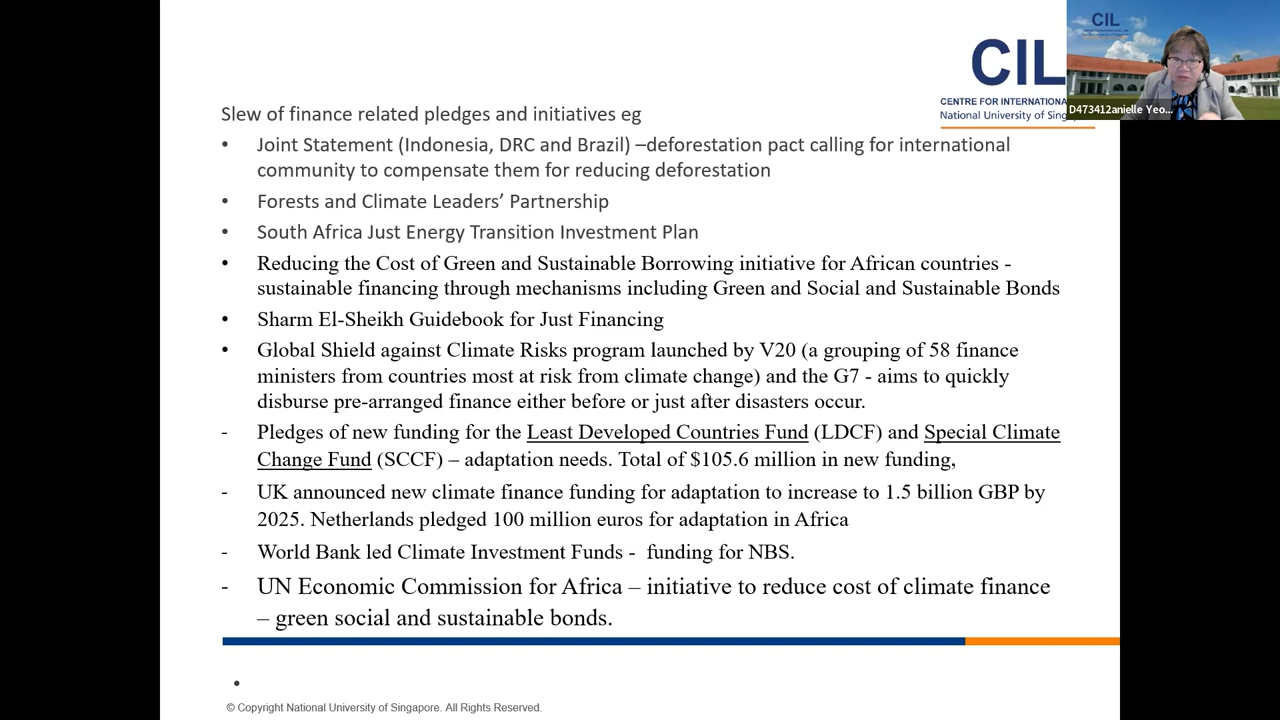 CIL
CENTRE FOR INTERNATIONA
National University of Sing
CIL
D473412anielle Yeo...
Slew of finance related pledges and initiatives eg
• Joint Statement (Indonesia, DRC and Brazil) –deforestation pact calling for international
community to compensate them for reducing deforestation
• Forests and Climate Leaders’ Partnership
• South Africa Just Energy Transition Investment Plan
• Reducing the Cost of Green and Sustainable Borrowing initiative for African countries -
sustainable financing through mechanisms including Green and Social and Sustainable Bonds
• Sharm El-Sheikh Guidebook for Just Financing
• Global Shield against Climate Risks program launched by V20 (a grouping of 58 finance
ministers from countries most at risk from climate change) and the G7 - aims to quickly
disburse pre-arranged finance either before or just after disasters occur.
- Pledges of new funding for the Least Developed Countries Fund (LDCF) and Special Climate
Change Fund (SCCF) – adaptation needs. Total of $105.6 million in new funding,
- UK announced new climate finance funding for adaptation to increase to 1.5 billion GBP by
2025. Netherlands pledged 100 million euros for adaptation in Africa
- World Bank led Climate Investment Funds - funding for NBS.
- UN Economic Commission for Africa – initiative to reduce cost of climate finance
– green social and sustainable bonds.
•
© Copyright National University of Singapore. All Rights Reserved.